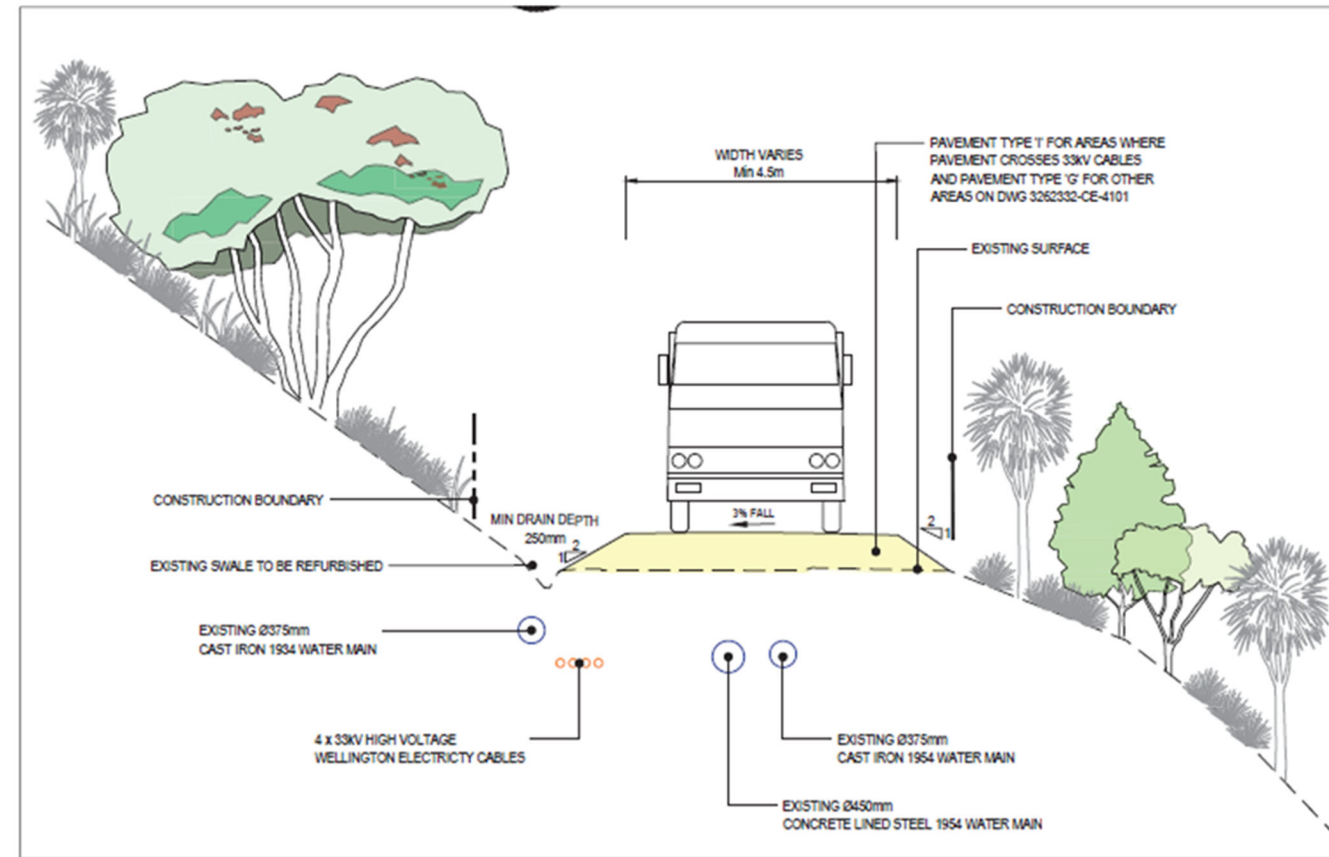 WIDTH VARIES
Min 4.5m
PAVEMENT TYPE 'I' FOR AREAS WHERE
PAVEMENT CROSSES 33kV CABLES
AND PAVEMENT TYPE 'G' FOR OTHER
AREAS ON DWG 3262332-CE-4101
EXISTING SURFACE
CONSTRUCTION BOUNDARY
CONSTRUCTION BOUNDARY
MIN DRAIN DEPTH
250mm
2
1
3% FALL
2
1
EXISTING SWALE TO BE REFURBISHED
EXISTING Ø375mm
CAST IRON 1934 WATER MAIN
4 x 33kV HIGH VOLTAGE
WELLINGTON ELECTRICTY CABLES
EXISTING Ø375mm
CAST IRON 1954 WATER MAIN
EXISTING Ø450mm
CONCRETE LINED STEEL 1954 WATER MAIN